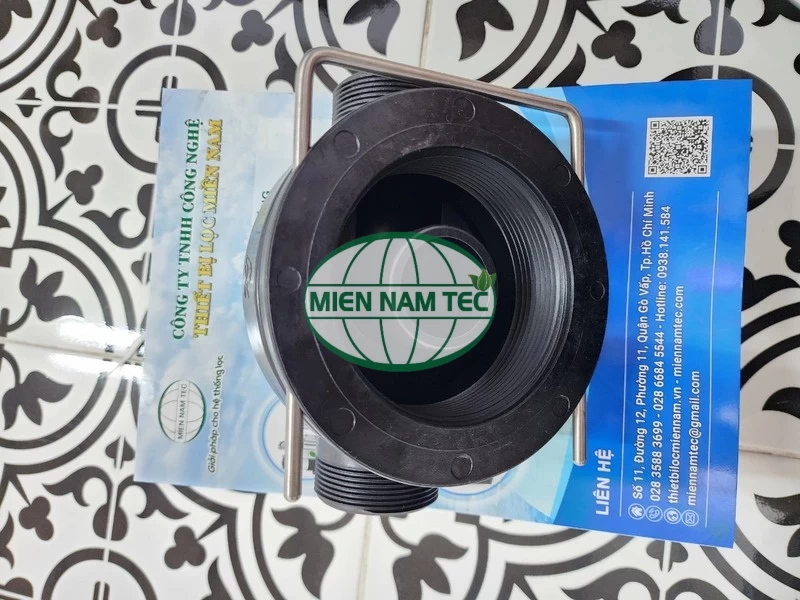 CÔNG TY TNHH CÔNG NGHỆ
THIẾT BỊ LỌC MIỀN NAM
MIEN NAM TEC
Giải pháp cho hệ thống lọc
MIEN NAM TEC
LIÊN HỆ
Số 11, Đường 12, Phường 11, Quận Gò Vấp, Tp.Hồ Chí Minh
028 3588 3699 - 028 6684 5544 - Hotline: 0938.141.584
thietbilocmiennam.vn - miennamtec.com
miennamtec@gmail.com